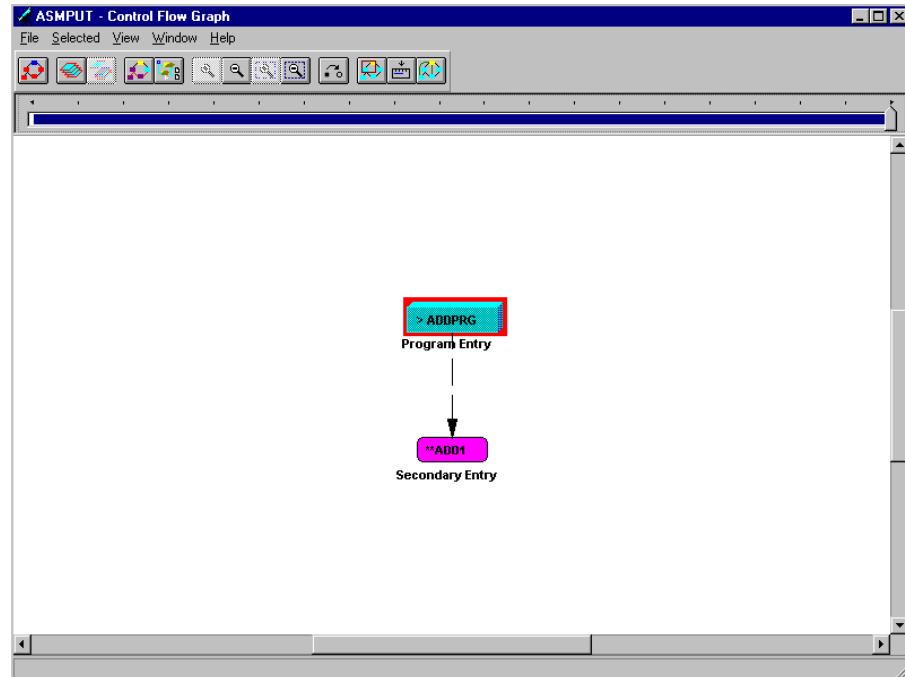 ASMPUT - Control Flow Graph
File Selected View Window Help
> ADDPRG
Program Entry
**ADD1
Secondary Entry